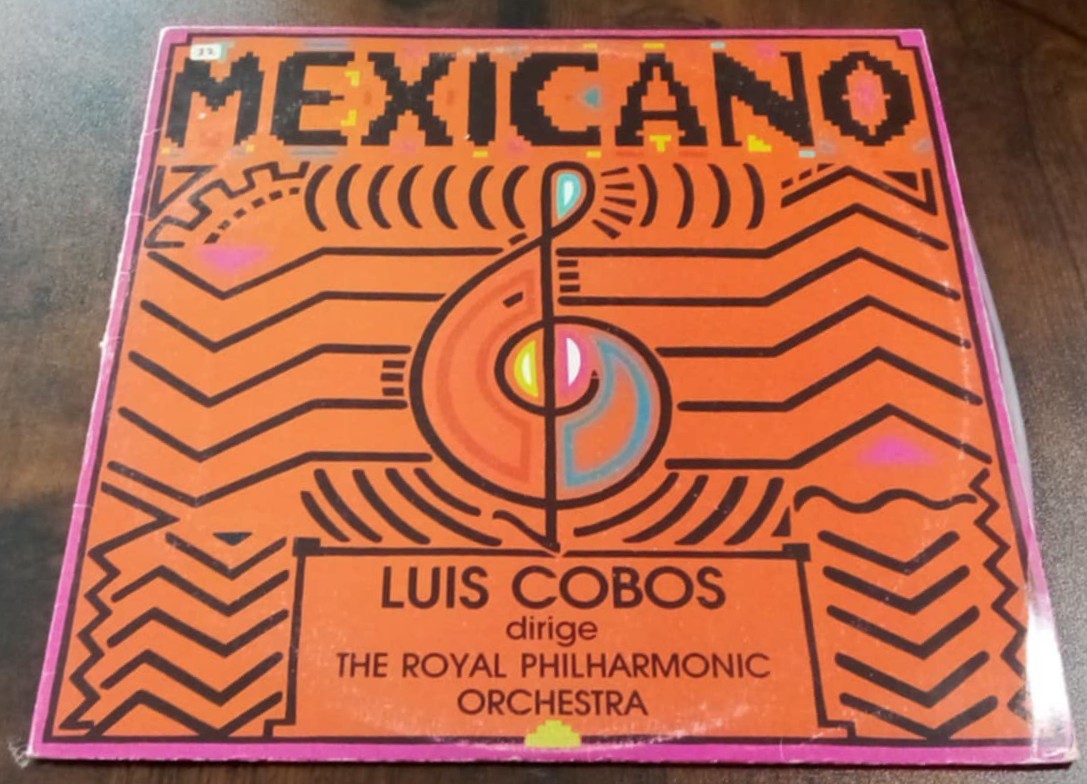 MEXICANO
LUIS COBOS
dirige
THE ROYAL PHILHARMONIC
ORCHESTRA